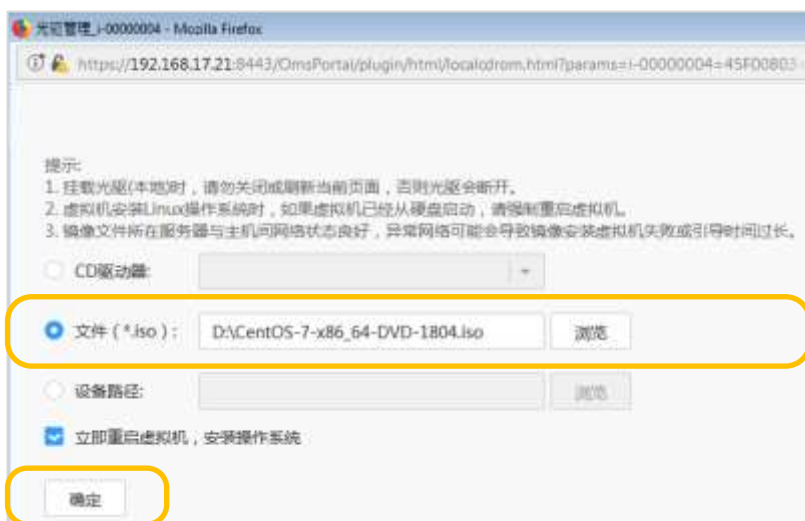 光驱管理_i-00000004 - Mozilla Firefox
https://192.168.17.21:8443/OmsPortal/plugin/html/localcdrom.html?params=i-00000004=45F00803
提示:
1. 挂载光驱(本地)时，请勿关闭或刷新当前页面，否则光驱会断开。
2. 虚拟机安装Linux操作系统时，如果虚拟机已经从硬盘启动，请强制重启虚拟机。
3. 镜像文件所在服务器与主机间网络状态良好，异常网络可能会导致镜像安装虚拟机失败或引导时间过长。
CD驱动器:
文件 ( *.iso ) : D:\CentOS-7-x86_64-DVD-1804.iso 浏览
设备路径: 浏览
立即重启虚拟机，安装操作系统
确定